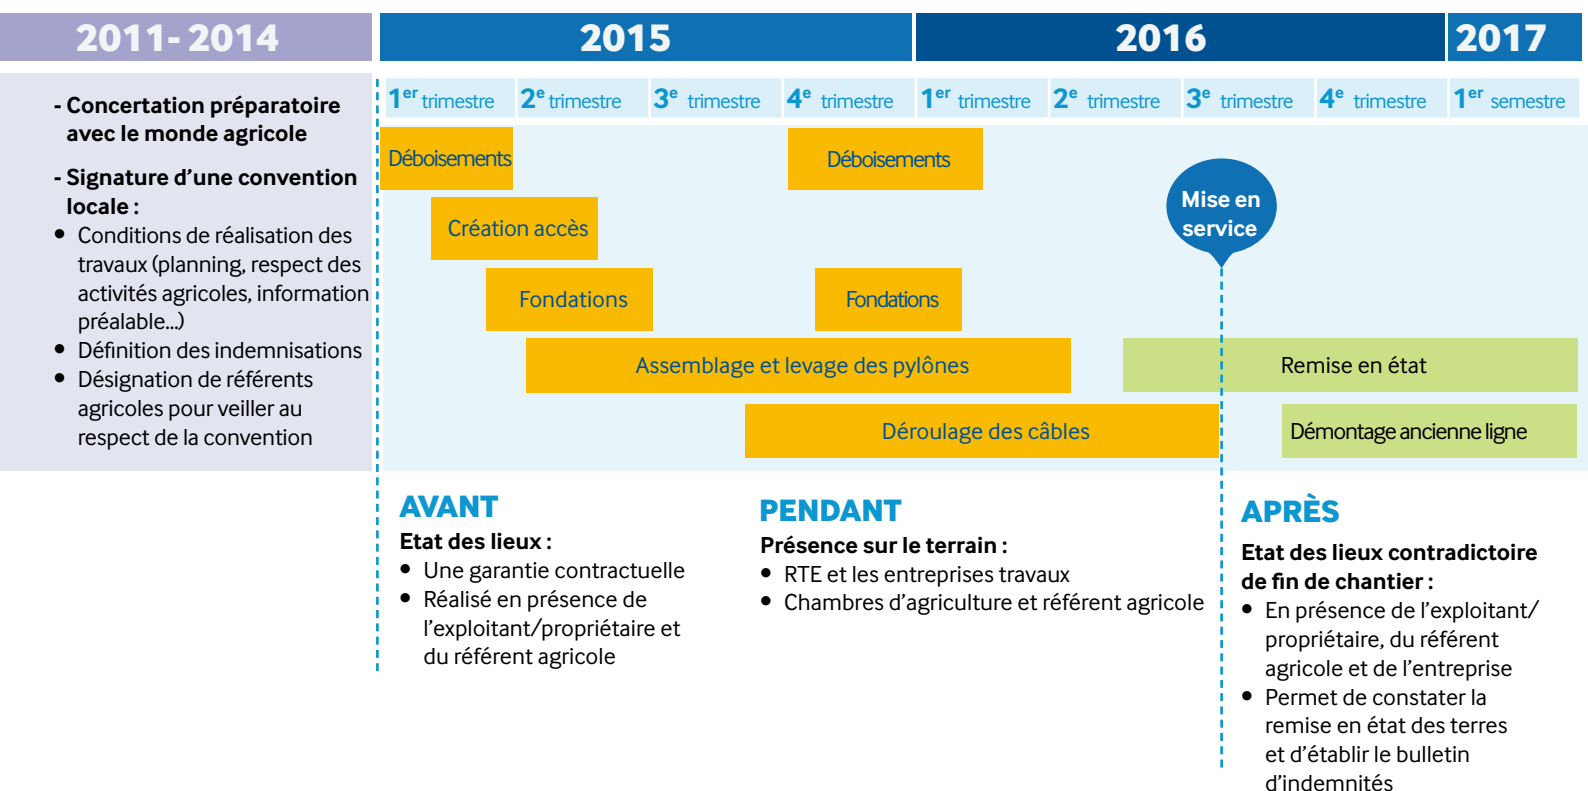 2011- 2014
2015
2016
2017
- Concertation préparatoire
avec le monde agricole
- Signature d'une convention
locale :
• Conditions de réalisation des
travaux (planning, respect des
activités agricoles, information
préalable...)
• Définition des indemnisations
• Désignation de référents
agricoles pour veiller au
respect de la convention
1er trimestre
2e trimestre
3e trimestre
4e trimestre
1er trimestre
2e trimestre
3e trimestre
4e trimestre
1er semestre
Déboisements
Déboisements
Création accès
Mise en
service
Fondations
Fondations
Assemblage et levage des pylônes
Remise en état
Déroulage des câbles
Démontage ancienne ligne
AVANT
Etat des lieux :
• Une garantie contractuelle
• Réalisé en présence de
l'exploitant/propriétaire et
du référent agricole
PENDANT
Présence sur le terrain :
• RTE et les entreprises travaux
• Chambres d'agriculture et référent agricole
APRÈS
Etat des lieux contradictoire
de fin de chantier :
• En présence de l'exploitant/
propriétaire, du référent
agricole et de l'entreprise
• Permet de constater la
remise en état des terres
et d'établir le bulletin
d'indemnités